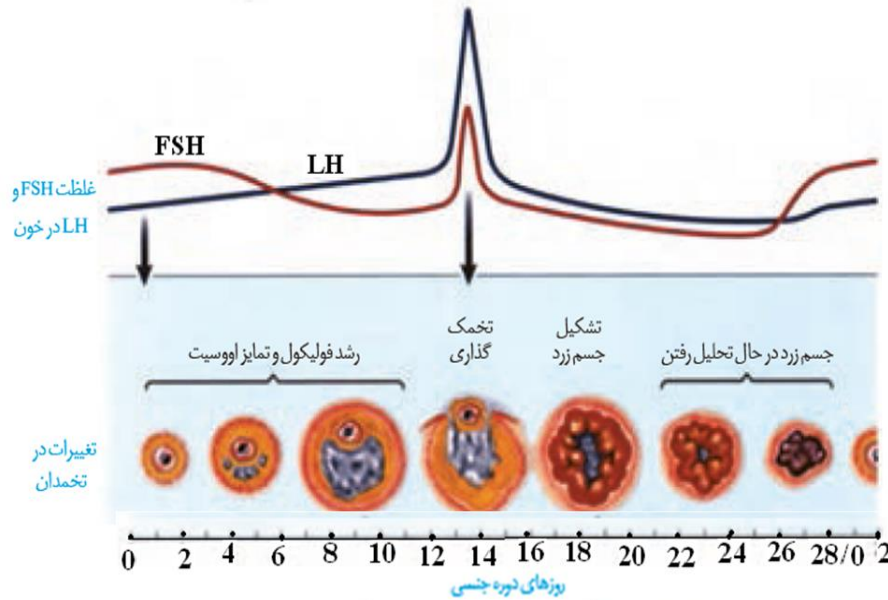 FSH
LH
غلظت FSH و
LH در خون
رشد فولیکول و تمایز اووسیت
تخمک
گذاری
تشکیل
جسم زرد
جسم زرد در حال تحلیل رفتن
تغییرات در
تخمدان
0 2 4 6 8 10 12 14 16 18 20 22 24 26 28/0 2
روزهای دوره جنسی